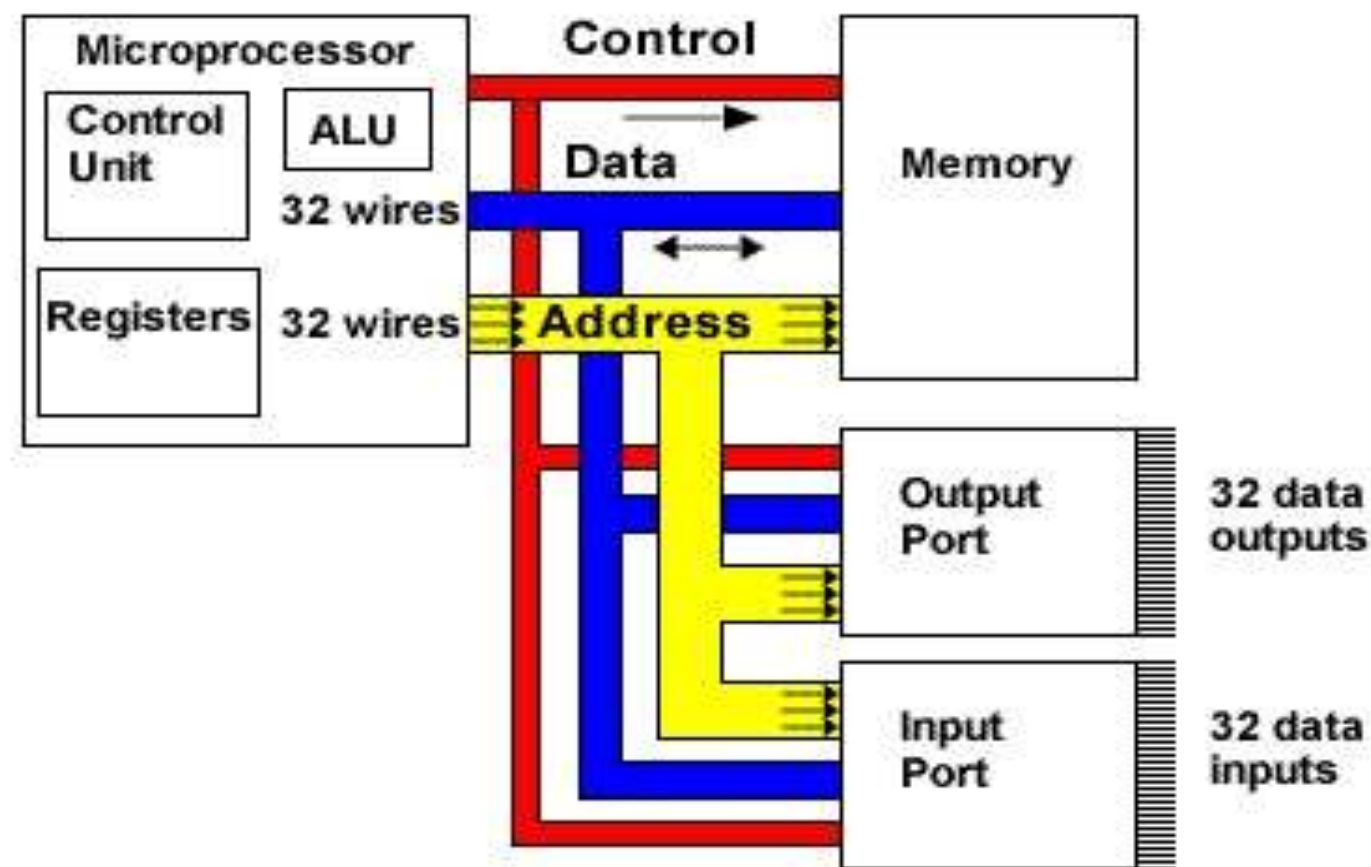 Microprocessor
Control
Unit
ALU
32 wires
Registers
32 wires
Control
Data
Address
Memory
Output
Port
32 data
outputs
Input
Port
32 data
inputs